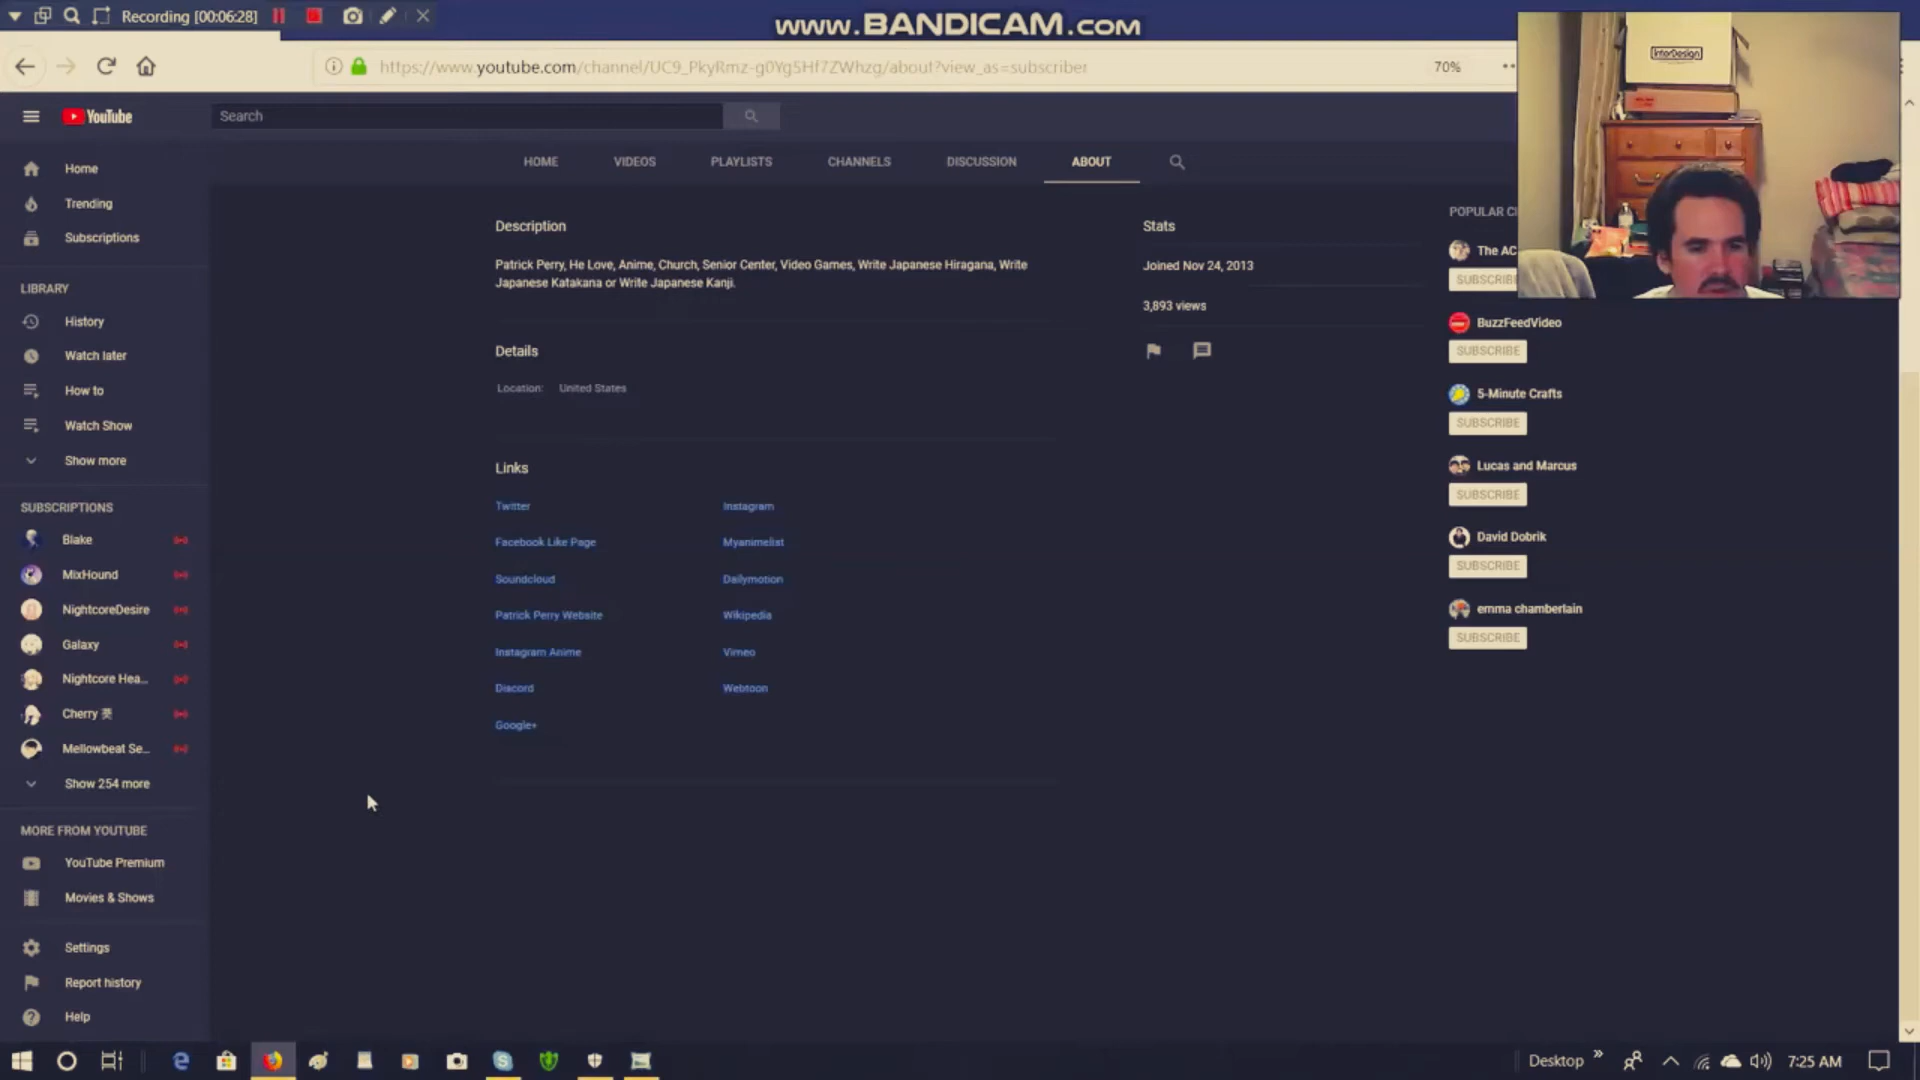 Recording [00:06:28]
www.BANDICAM.com
https://www.youtube.com/channel/UC9_PkyRmz-g0Yg5Hf7ZWhzg/about?view_as=subscriber
70%
YouTube
Search
HOME VIDEOS PLAYLISTS CHANNELS DISCUSSION ABOUT
Home
Trending
Subscriptions
LIBRARY
History
Watch later
How to
Watch Show
Show more
SUBSCRIPTIONS
Blake
MixHound
NightcoreDesire
Galaxy
Nightcore Hea...
Cherry
Mellowbeat Se...
Show 254 more
MORE FROM YOUTUBE
YouTube Premium
Movies & Shows
Settings
Report history
Help
Description
Patrick Perry, He Love, Anime, Church, Senior Center, Video Games, Write Japanese Hiragana, Write
Japanese Katakana or Write Japanese Kanji.
Details
Location: United States
Links
Twitter Instagram
Facebook Like Page Myanimelist
Soundcloud Dailymotion
Patrick Perry Website Wikipedia
Instagram Anime Vimeo
Discord Webtoon
Google+
Stats
Joined Nov 24, 2013
3,893 views
POPULAR C
The AC
SUBSCRIBE
BuzzFeedVideo
SUBSCRIBE
5-Minute Crafts
SUBSCRIBE
Lucas and Marcus
SUBSCRIBE
David Dobrik
SUBSCRIBE
emma chamberlain
SUBSCRIBE
InterDesign
Desktop
7:25 AM